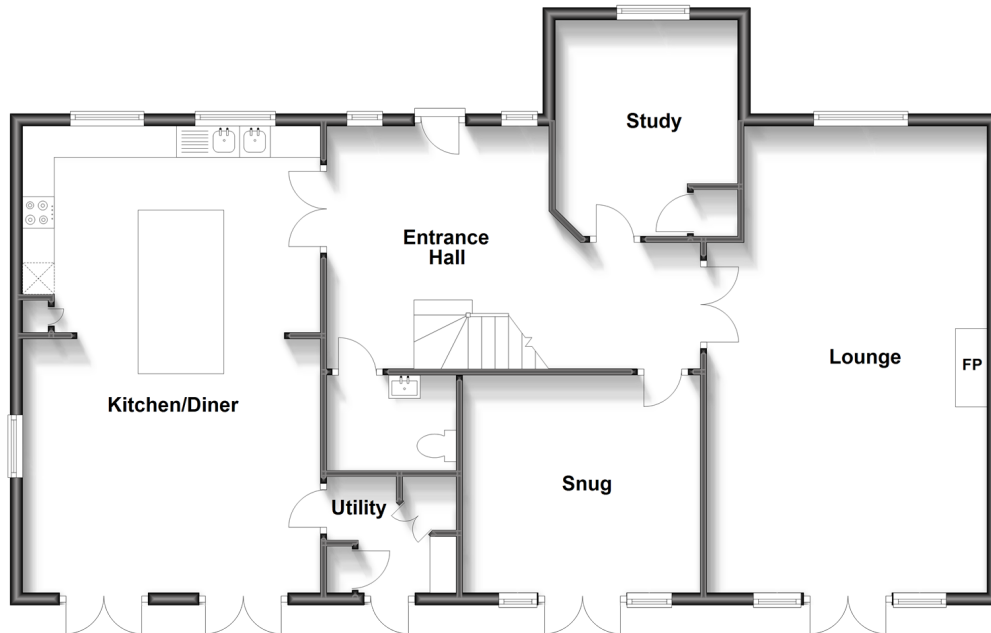 Study
Entrance
Hall
Lounge
FP
Kitchen/Diner
Snug
Utility